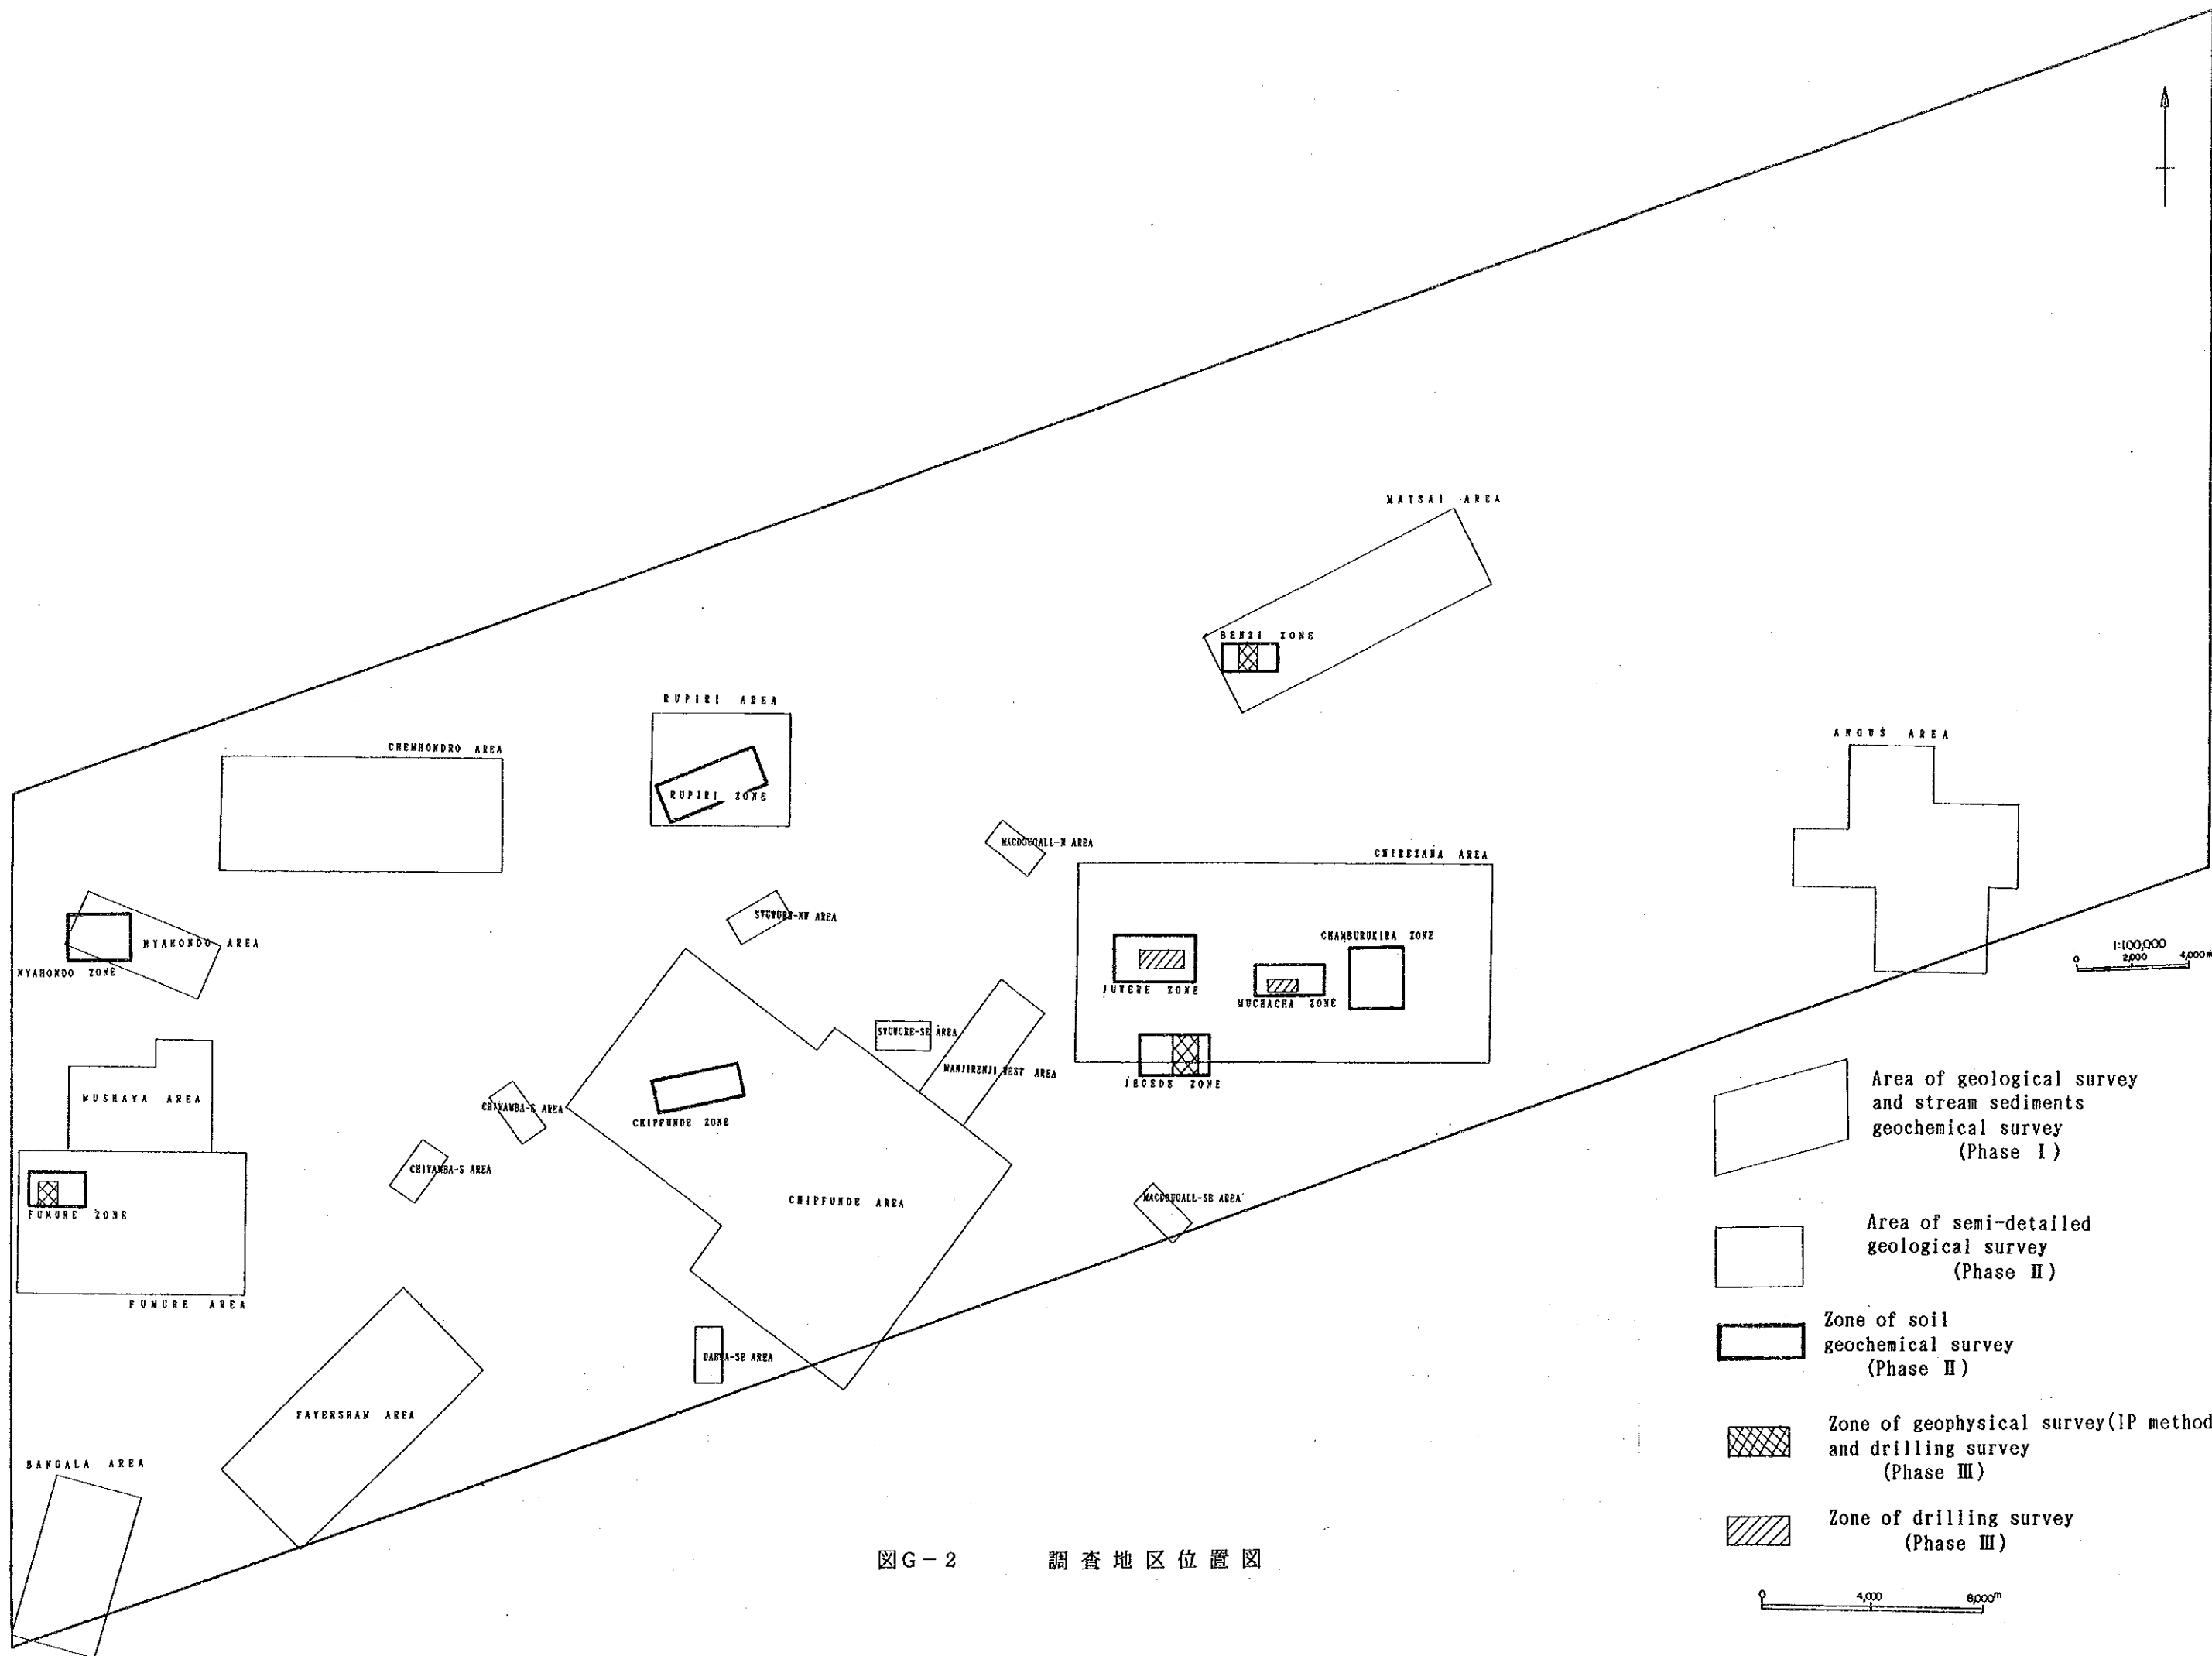 MATSAI AREA
BENZI ZONE
RUPIRI AREA
CHEMHONDRO AREA
RUPIRI ZONE
ANGUS AREA
MACDOUGALL-N AREA
CHIREZANA AREA
SVUWURE-NW AREA
NYAHONDO AREA
NYAHONDO ZONE
CHAMBURUKIRA ZONE
JUWERE ZONE
MUCHACHA ZONE
1:100,000
0 2,000 4,000m
SVUWURE-SE AREA
MANJIRENJI WEST AREA
JEGEDE ZONE
MUSHAYA AREA
CHIYAMBA-E AREA
CHIPFUNDE ZONE
CHIYAMBA-S AREA
CHIPFUNDE AREA
MACDOUGALL-SE AREA
FUMURE ZONE
FUMURE AREA
DABWA-SE AREA
FAVERSHAM AREA
BANGALA AREA
Area of geological survey
and stream sediments
geochemical survey
(Phase I)
Area of semi-detailed
geological survey
(Phase II)
Zone of soil
geochemical survey
(Phase II)
Zone of geophysical survey(IP method
and drilling survey
(Phase III)
Zone of drilling survey
(Phase III)
0 4,000 8,000m
図G-2 調査地区位置図